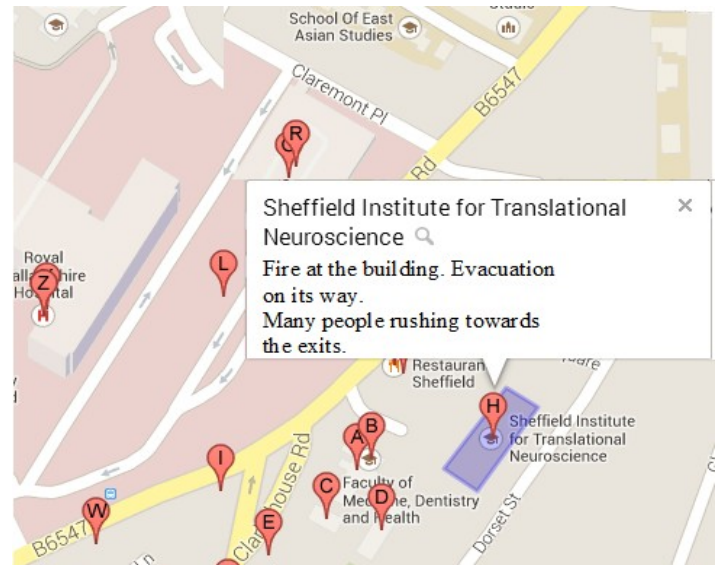 School Of East
Asian Studies
Claremont Pl
B6547
Rd
R
Sheffield Institute for Translational
Neuroscience
Fire at the building. Evacuation
on its way.
Many people rushing towards
the exits.
L
Royal
Hospital
Z
Restauran
Sheffield
H
Sheffield Institute
for Translational
Neuroscience
A
B
I
C
Faculty of
Medicine, Dentistry
and Health
D
W
E
B6547
Clarkehouse Rd
Dorset St